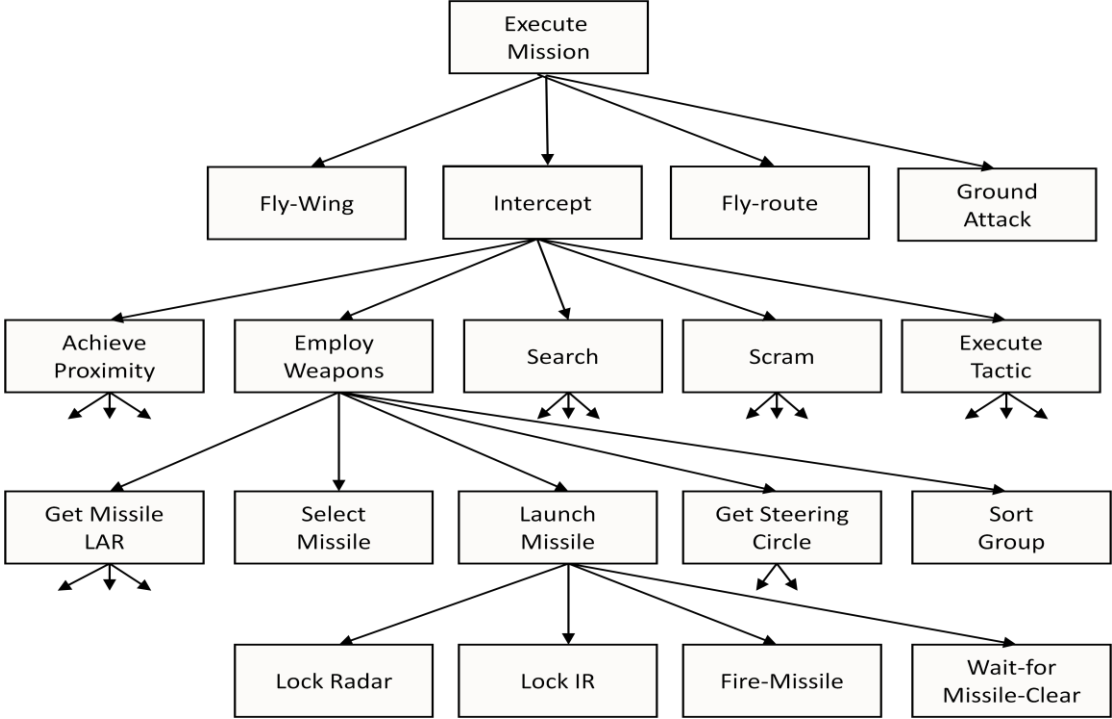 Execute
Mission
Fly-Wing
Intercept
Fly-route
Ground
Attack
Achieve
Proximity
Employ
Weapons
Search
Scram
Execute
Tactic
Get Missile
LAR
Select
Missile
Launch
Missile
Get Steering
Circle
Sort
Group
Lock Radar
Lock IR
Fire-Missile
Wait-for
Missile-Clear